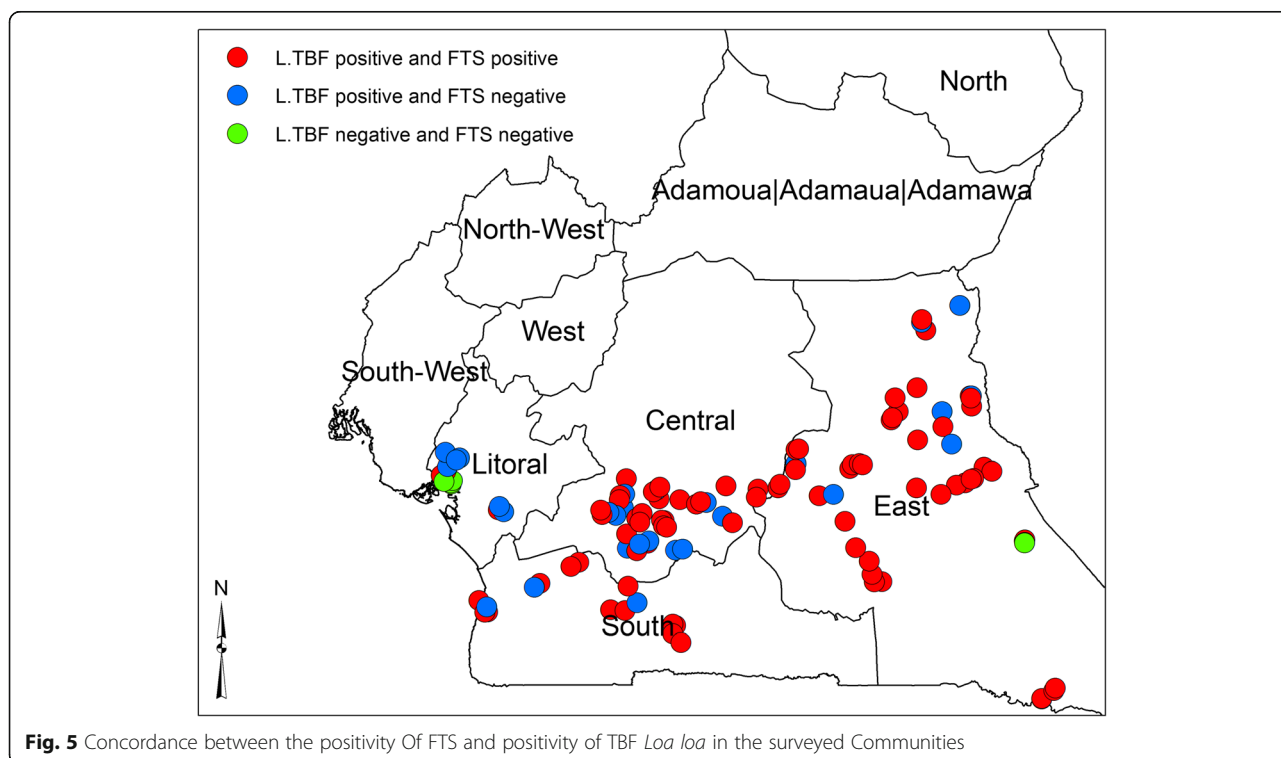 L.TBF positive and FTS positive
L.TBF positive and FTS negative
L.TBF negative and FTS negative
North
Adamoua|Adamaua|Adamawa
North-West
West
South-West
Central
Litoral
East
South
N
Fig. 5 Concordance between the positivity Of FTS and positivity of TBF Loa loa in the surveyed Communities